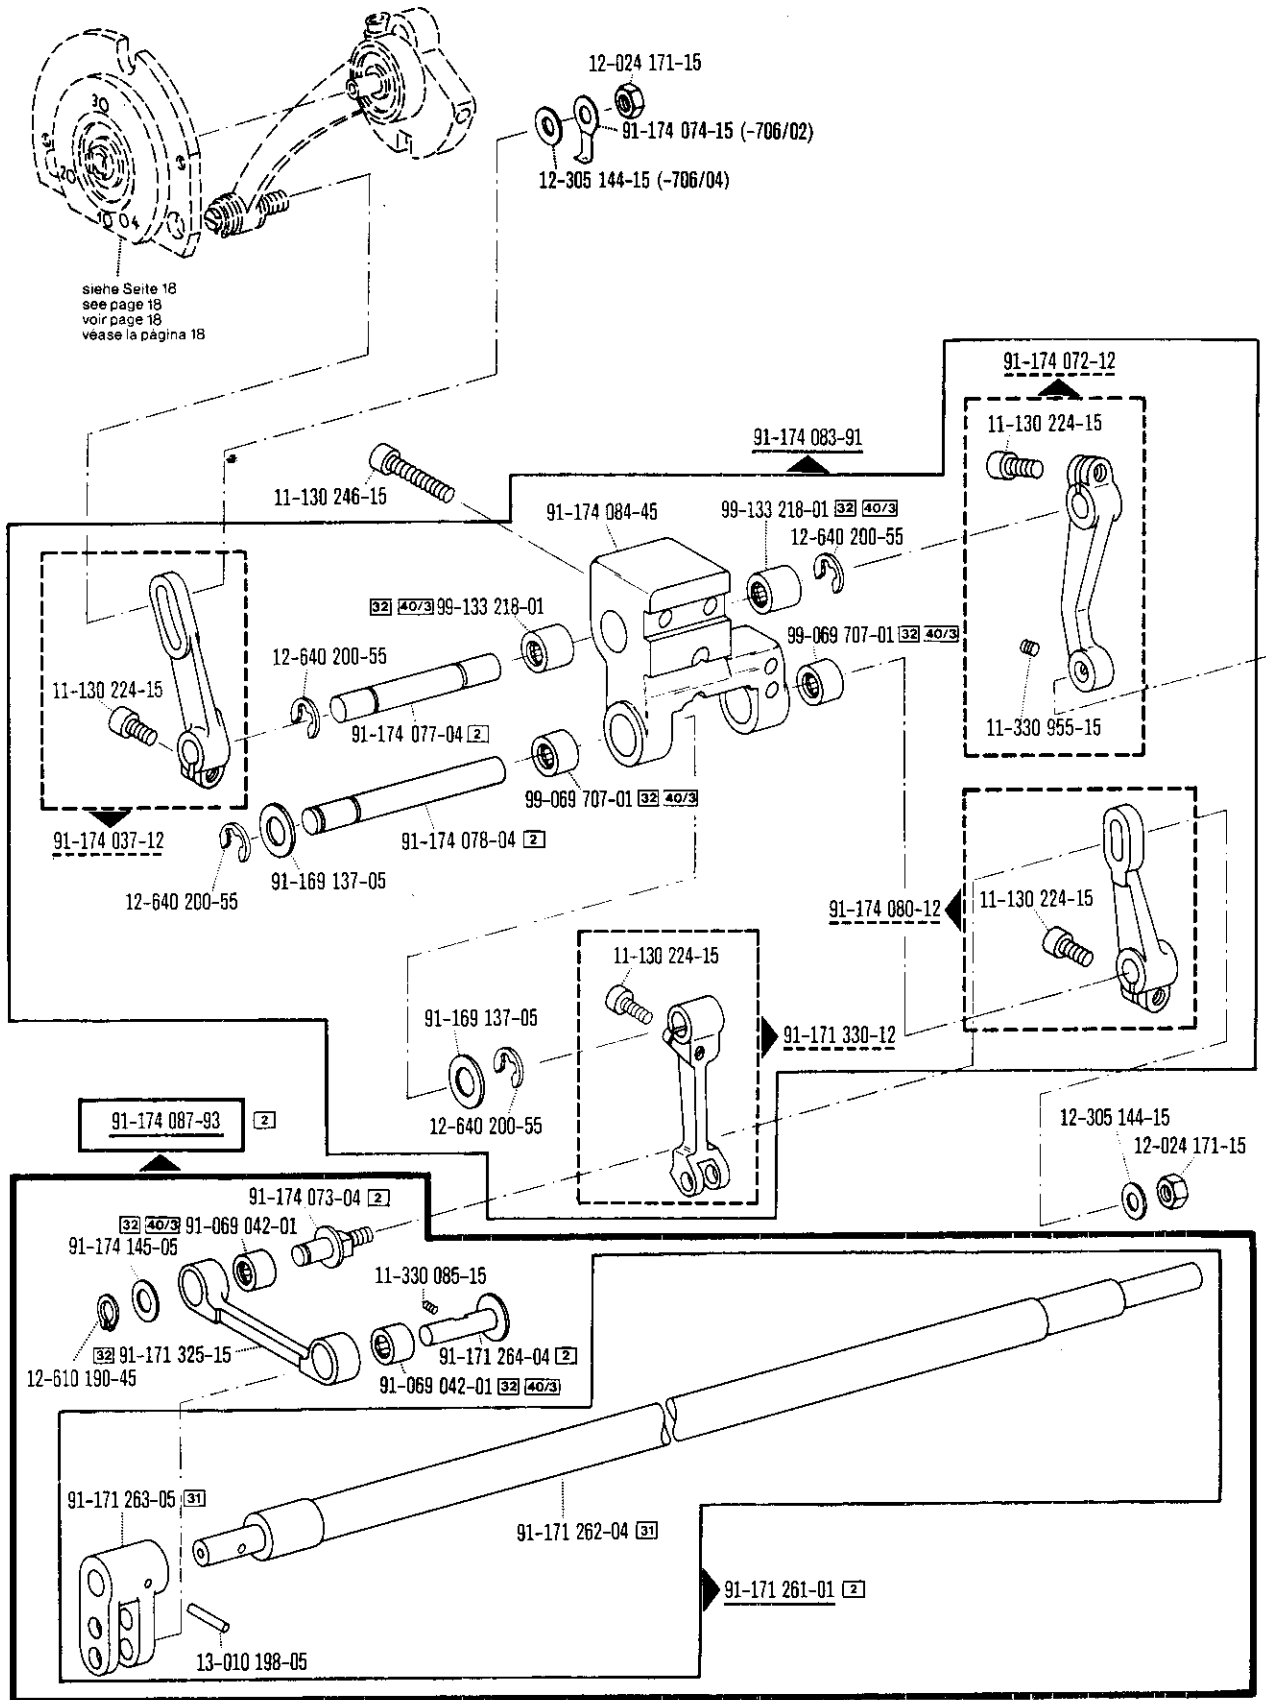 12-024 171-15
91-174 074-15 (-706/02)
12-305 144-15 (-706/04)
30
20
10
4
siehe Seite 18
see page 18
voir page 18
véase la página 18
91-174 072-12
11-130 224-15
91-174 083-91
11-130 246-15
91-174 084-45
99-133 218-01 32 40/3
12-640 200-55
32 40/3 99-133 218-01
99-069 707-01 32 40/3
12-640 200-55
11-130 224-15
91-174 077-04 2
11-330 955-15
99-069 707-01 32 40/3
91-174 037-12
91-174 078-04 2
91-169 137-05
12-640 200-55
91-174 080-12
11-130 224-15
11-130 224-15
91-169 137-05
91-171 330-12
12-640 200-55
91-174 087-93 2
12-305 144-15
12-024 171-15
91-174 073-04 2
32 40/3 91-069 042-01
91-174 145-05
11-330 085-15
32 91-171 325-15
91-171 264-04 2
12-610 190-45
91-069 042-01 32 40/3
91-171 263-05 31
91-171 262-04 31
91-171 261-01 2
13-010 198-05